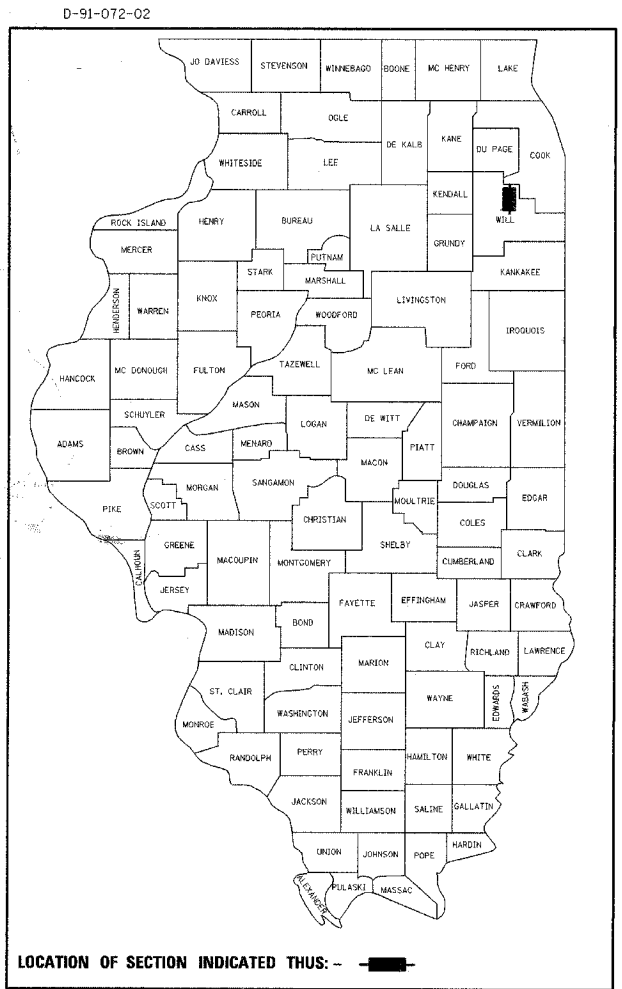 D-91-072-02
JO DAVIESS
STEVENSON
WINNEBAGO
BOONE
MC HENRY
LAKE
CARROLL
OGLE
DE KALB
KANE
DU PAGE
COOK
WHITESIDE
LEE
KENDALL
WILL
ROCK ISLAND
HENRY
BUREAU
LA SALLE
GRUNDY
MERCER
PUTNAM
STARK
MARSHALL
KANKAKEE
HENDERSON
WARREN
KNOX
PEORIA
WOODFORD
LIVINGSTON
IROQUOIS
HANCOCK
MC DONOUGH
FULTON
TAZEWELL
MC LEAN
FORD
SCHUYLER
MASON
LOGAN
DE WITT
CHAMPAIGN
VERMILION
ADAMS
BROWN
CASS
MENARD
MACON
PIATT
PIKE
SCOTT
MORGAN
SANGAMON
CHRISTIAN
MOULTRIE
DOUGLAS
EDGAR
COLES
CALHOUN
GREENE
MACOUPIN
MONTGOMERY
SHELBY
CUMBERLAND
CLARK
JERSEY
FAYETTE
EFFINGHAM
JASPER
CRAWFORD
MADISON
BOND
CLAY
RICHLAND
LAWRENCE
CLINTON
MARION
ST. CLAIR
WAYNE
EDWARDS
WABASH
MONROE
WASHINGTON
JEFFERSON
RANDOLPH
PERRY
HAMILTON
WHITE
FRANKLIN
JACKSON
WILLIAMSON
SALINE
GALLATIN
UNION
JOHNSON
POPE
HARDIN
ALEXANDER
PULASKI
MASSAC
LOCATION OF SECTION INDICATED THUS: -